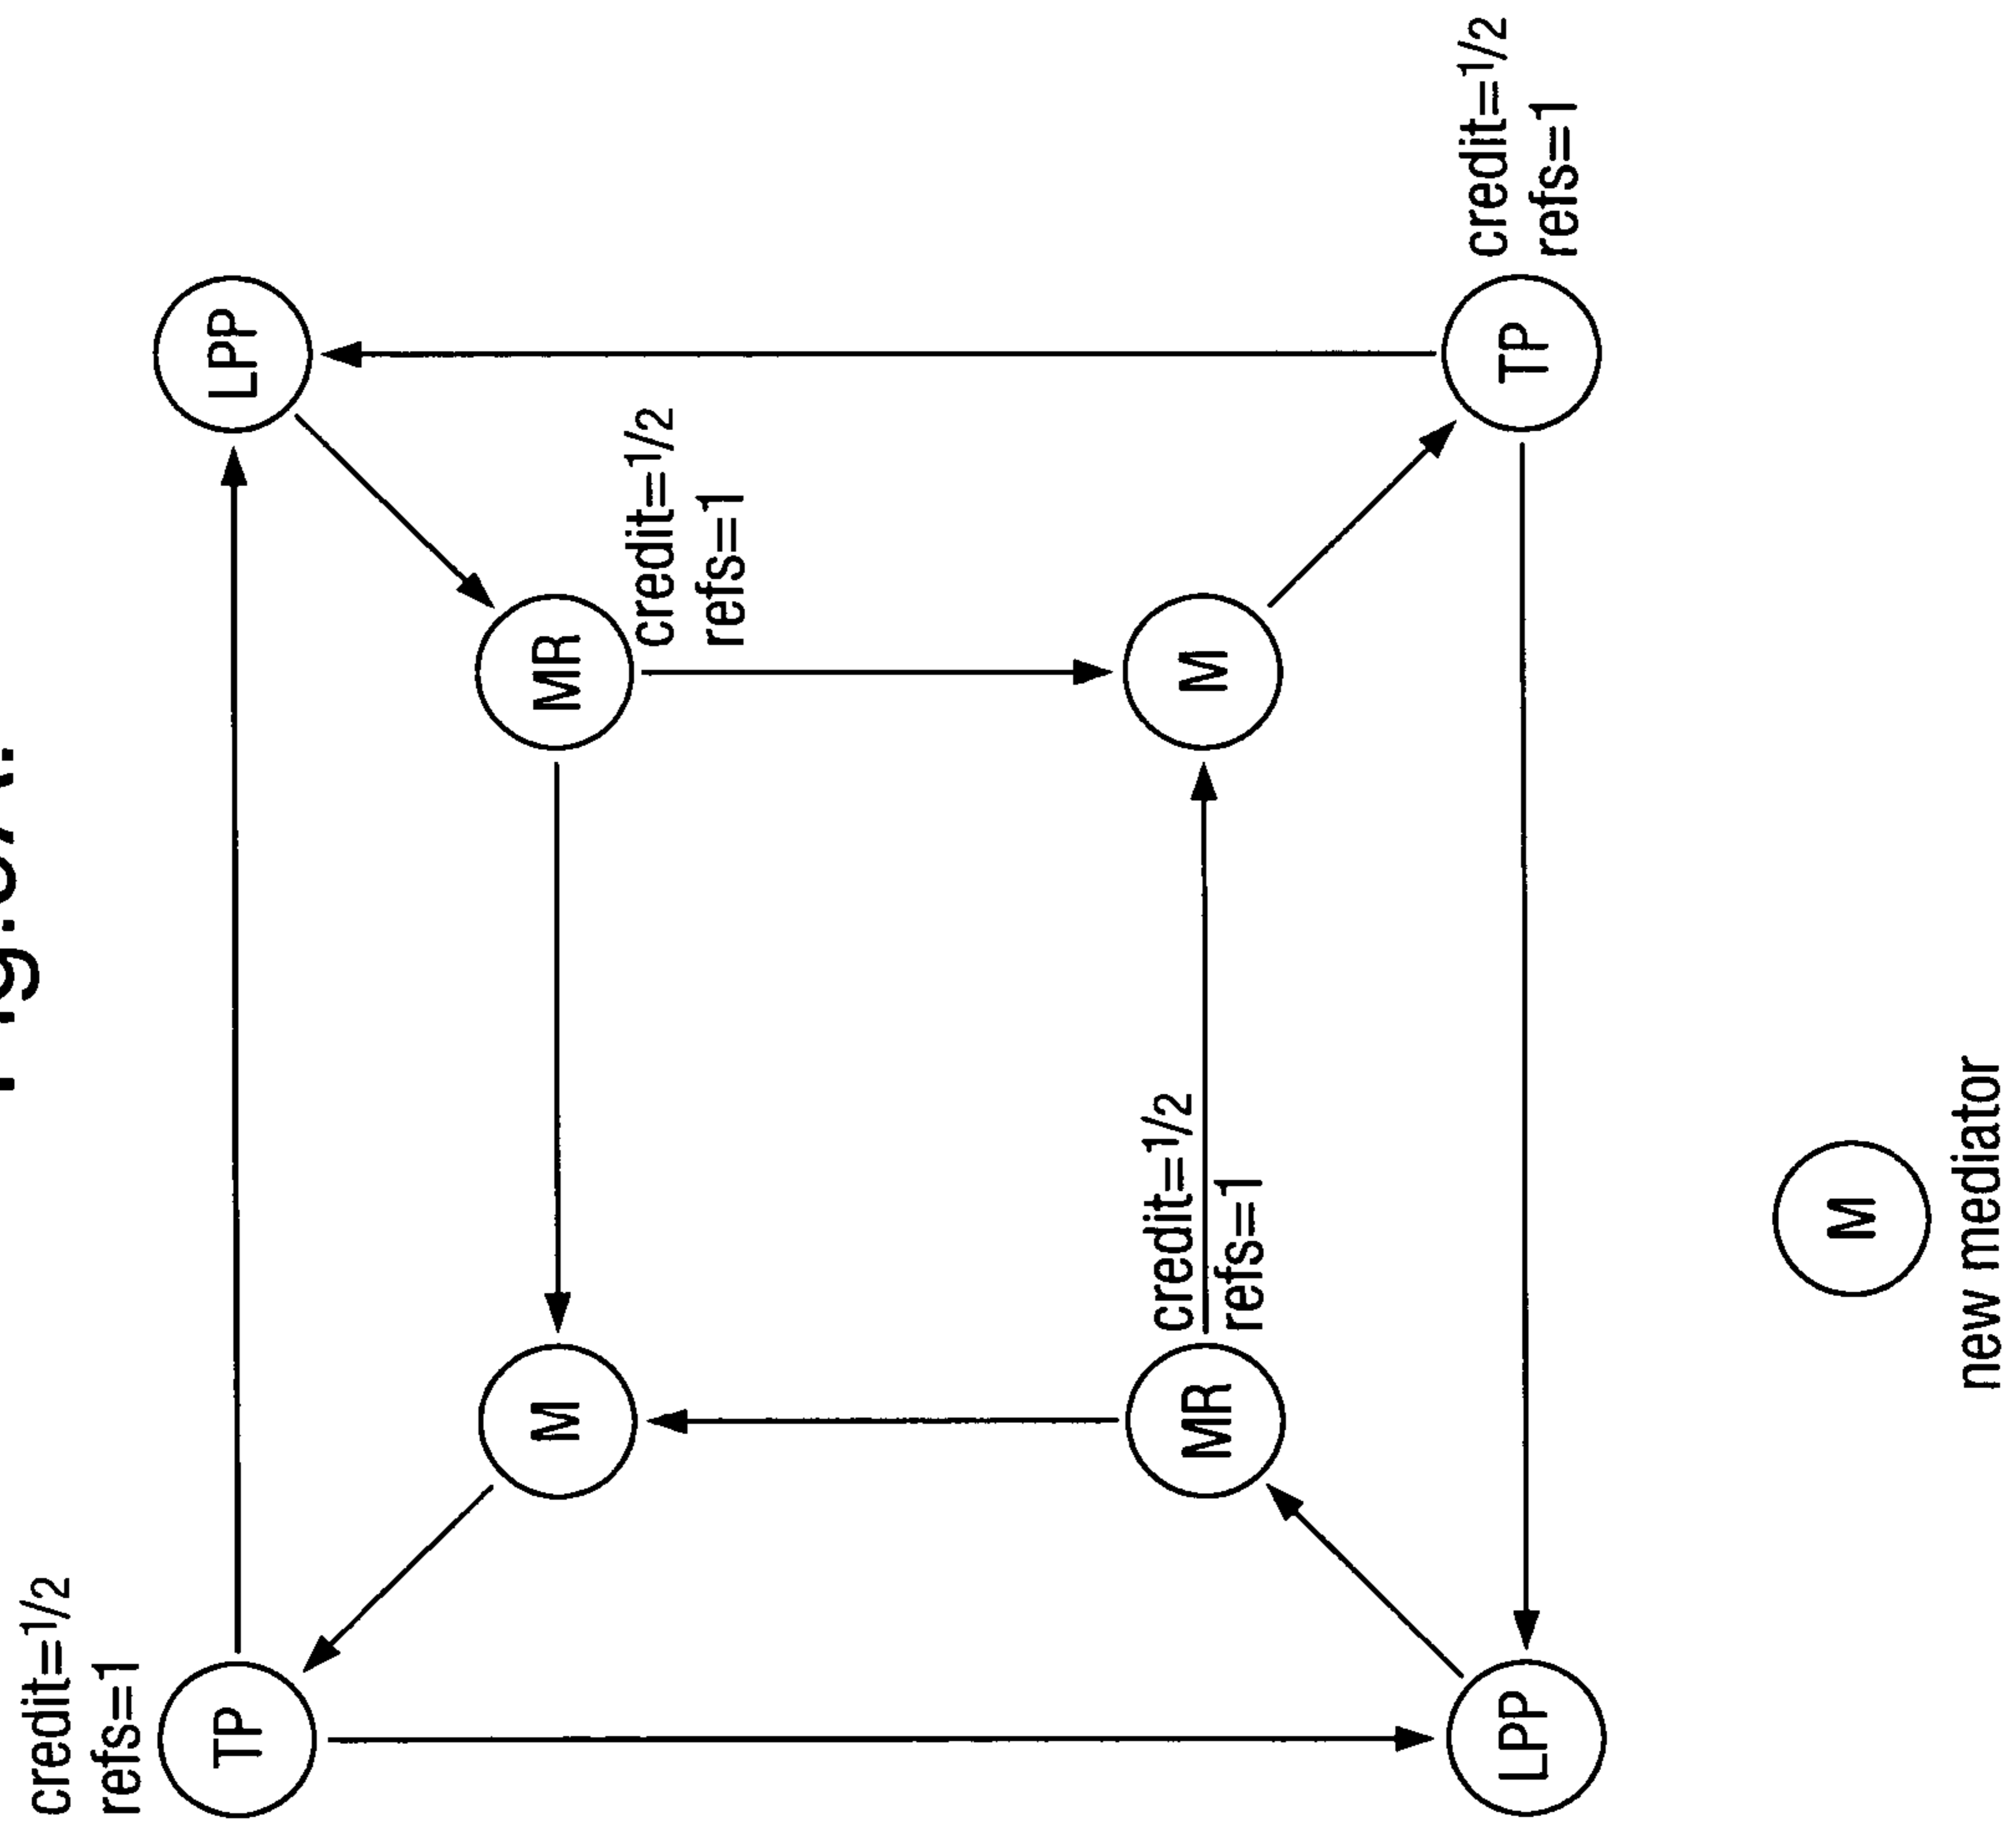 credit=1/2
refs=1
TP
LPP
M
MR
credit=1/2
refs=1
MR
credit=1/2
refs=1
M
LPP
TP
credit=1/2
refs=1
M
new mediator